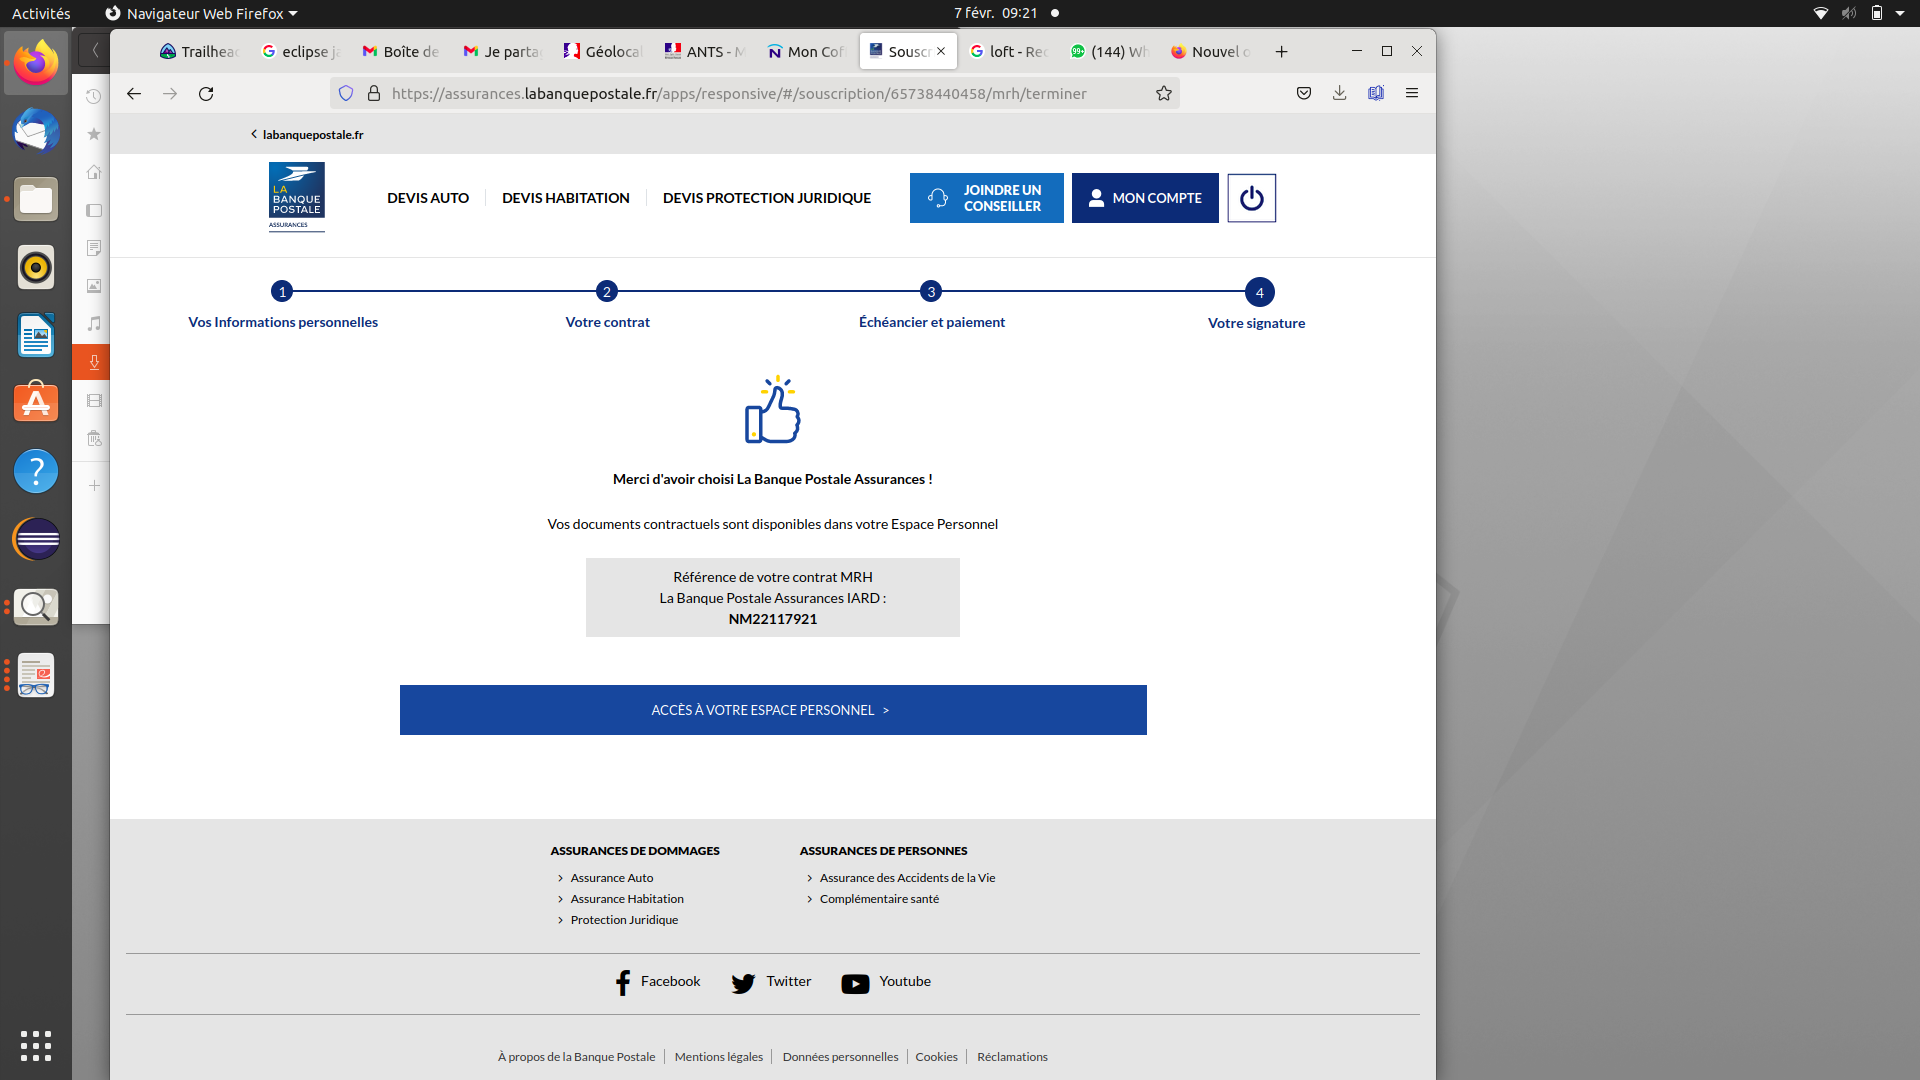 Activités
Navigateur Web Firefox
7 févr. 09:21
Trailhead
eclipse ja
Boîte de
Je parta
Géolocal
ANTS - M
Mon Cof
Souscr
loft - Rec
(144) Wh
Nouvel o
https://assurances.labanquepostale.fr/apps/responsive/#/souscription/65738440458/mrh/terminer
labanquepostale.fr
LA
BANQUE
POSTALE
ASSURANCES
DEVIS AUTO
DEVIS HABITATION
DEVIS PROTECTION JURIDIQUE
JOINDRE UN
CONSEILLER
MON COMPTE
1
2
3
4
Vos Informations personnelles
Votre contrat
Échéancier et paiement
Votre signature
Merci d'avoir choisi La Banque Postale Assurances !
Vos documents contractuels sont disponibles dans votre Espace Personnel
Référence de votre contrat MRH
La Banque Postale Assurances IARD :
NM22117921
ACCÈS À VOTRE ESPACE PERSONNEL >
ASSURANCES DE DOMMAGES
Assurance Auto
Assurance Habitation
Protection Juridique
ASSURANCES DE PERSONNES
Assurance des Accidents de la Vie
Complémentaire santé
Facebook
Twitter
Youtube
À propos de la Banque Postale
Mentions légales
Données personnelles
Cookies
Réclamations